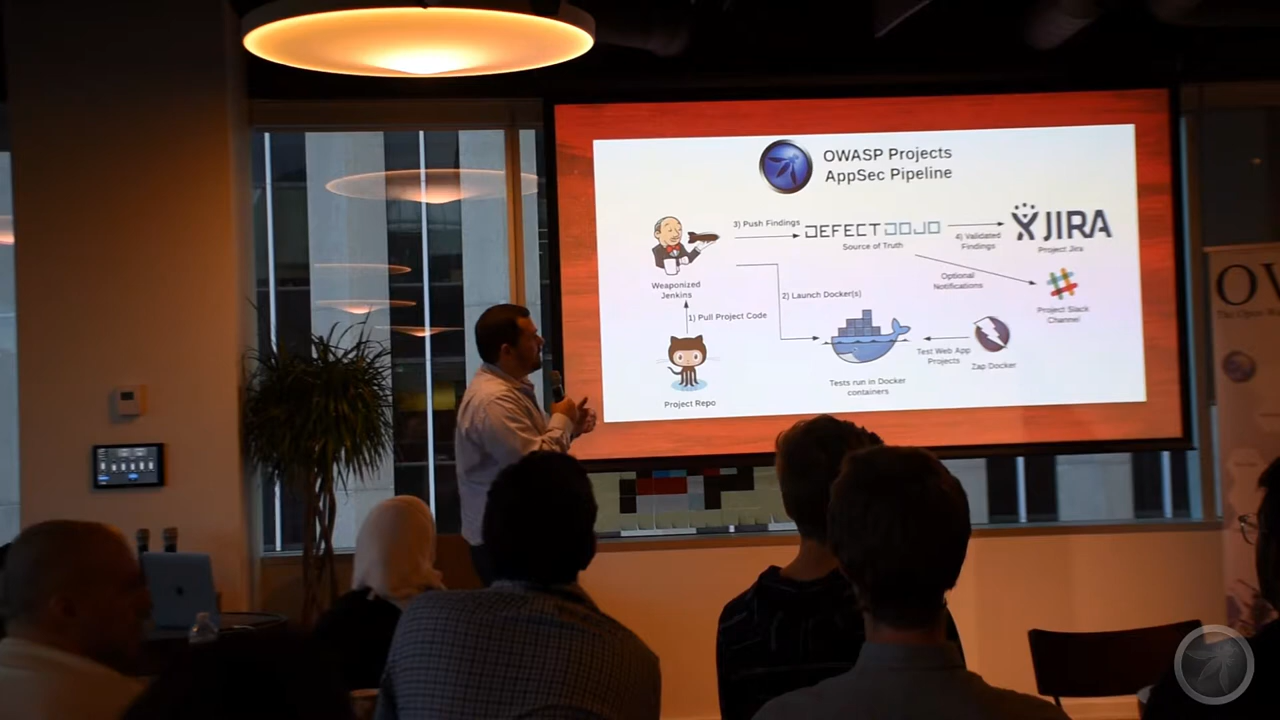 OWASP Projects
AppSec Pipeline
3) Push Findings
DEFECTDOJO
Source of Truth
4) Validated
Findings
JIRA
Project Jira
Weaponized
Jenkins
2) Launch Docker(s)
Optional
Notifications
Project Slack
Channel
1) Pull Project Code
Test Web App
Projects
Zap Docker
Tests run in Docker
containers
Project Repo
OW
The Open